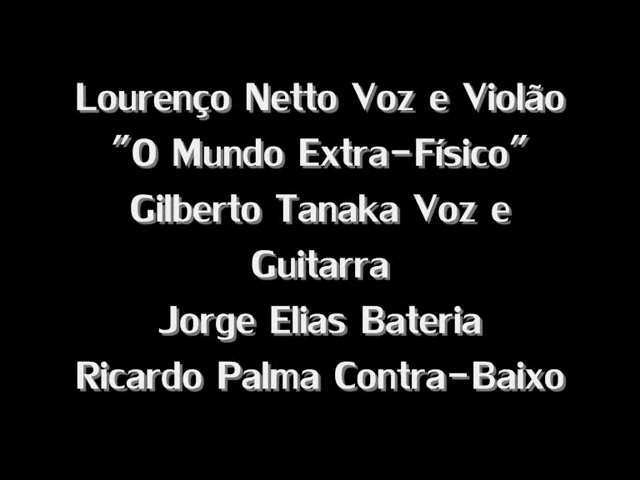 Lourenço Netto Voz e Violão
"O Mundo Extra-Físico"
Gilberto Tanaka Voz e
Guitarra
Jorge Elias Bateria
Ricardo Palma Contra-Baixo